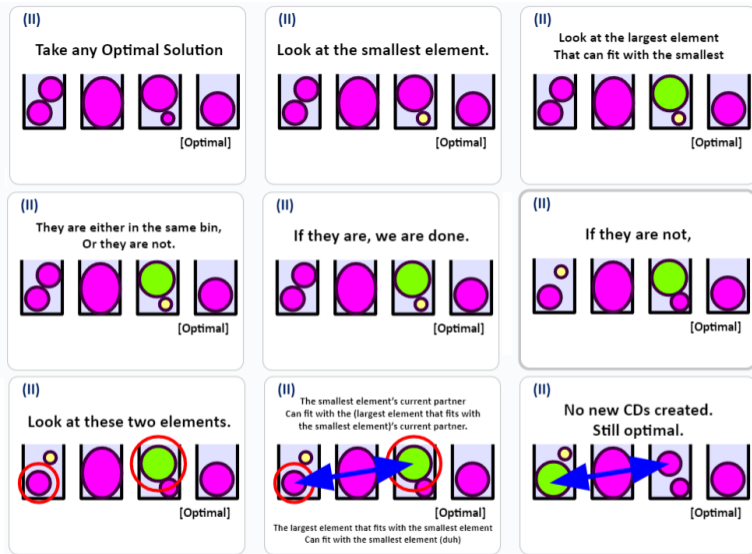 (II)
Take any Optimal Solution
[Optimal]
(II)
Look at the smallest element.
[Optimal]
(II)
Look at the largest element
That can fit with the smallest
[Optimal]
(II)
They are either in the same bin,
Or they are not.
[Optimal]
(II)
If they are, we are done.
[Optimal]
(II)
If they are not,
[Optimal]
(II)
Look at these two elements.
[Optimal]
(II)
The smallest element's current partner
Can fit with the (largest element that fits with
the smallest element)'s current partner.
[Optimal]
The largest element that fits with the smallest element
Can fit with the smallest element (duh)
(II)
No new CDs created.
Still optimal.
[Optimal]